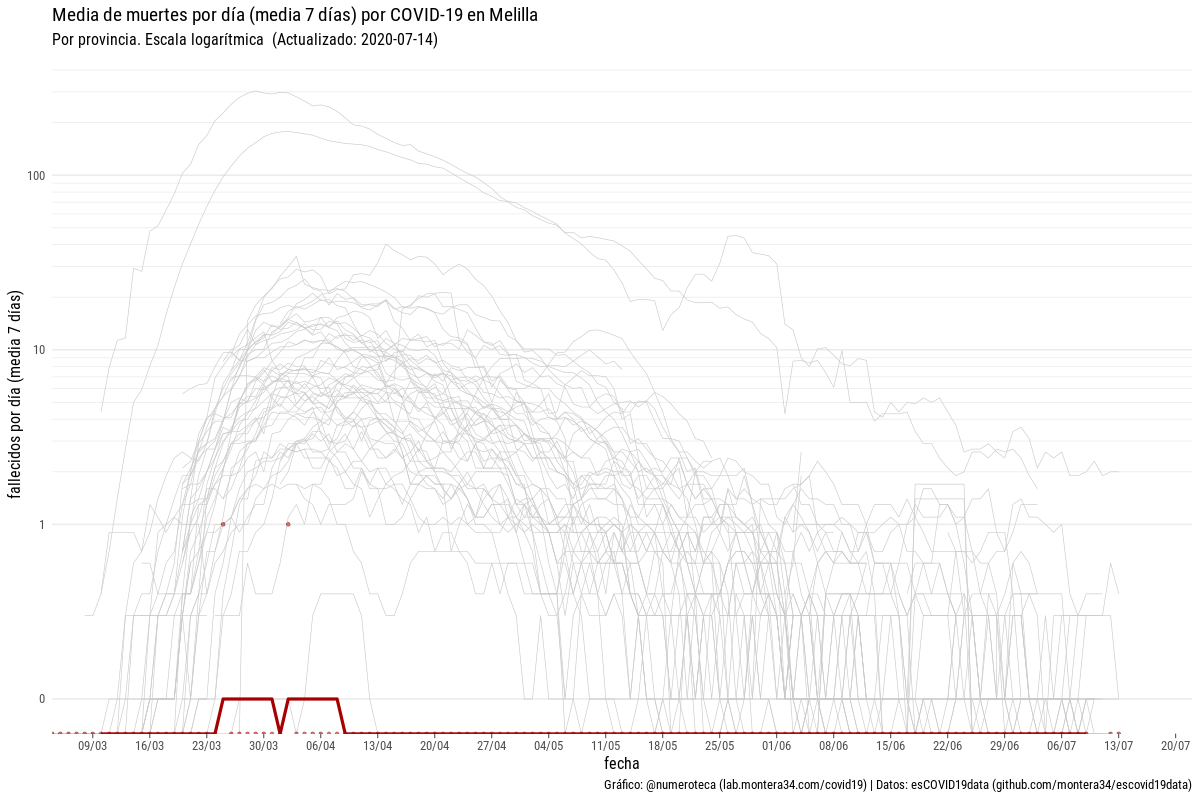 Media de muertes por día (media 7 días) por COVID-19 en Melilla
Por provincia. Escala logarítmica (Actualizado: 2020-07-14)
fallecidos por día (media 7 días)
100
10
1
0
09/03 16/03 23/03 30/03 06/04 13/04 20/04 27/04 04/05 11/05 18/05 25/05 01/06 08/06 15/06 22/06 29/06 06/07 13/07 20/07
fecha
Gráfico: @numeroteca (lab.montera34.com/covid19) | Datos: esCOVID19data (github.com/montera34/escovid19data)